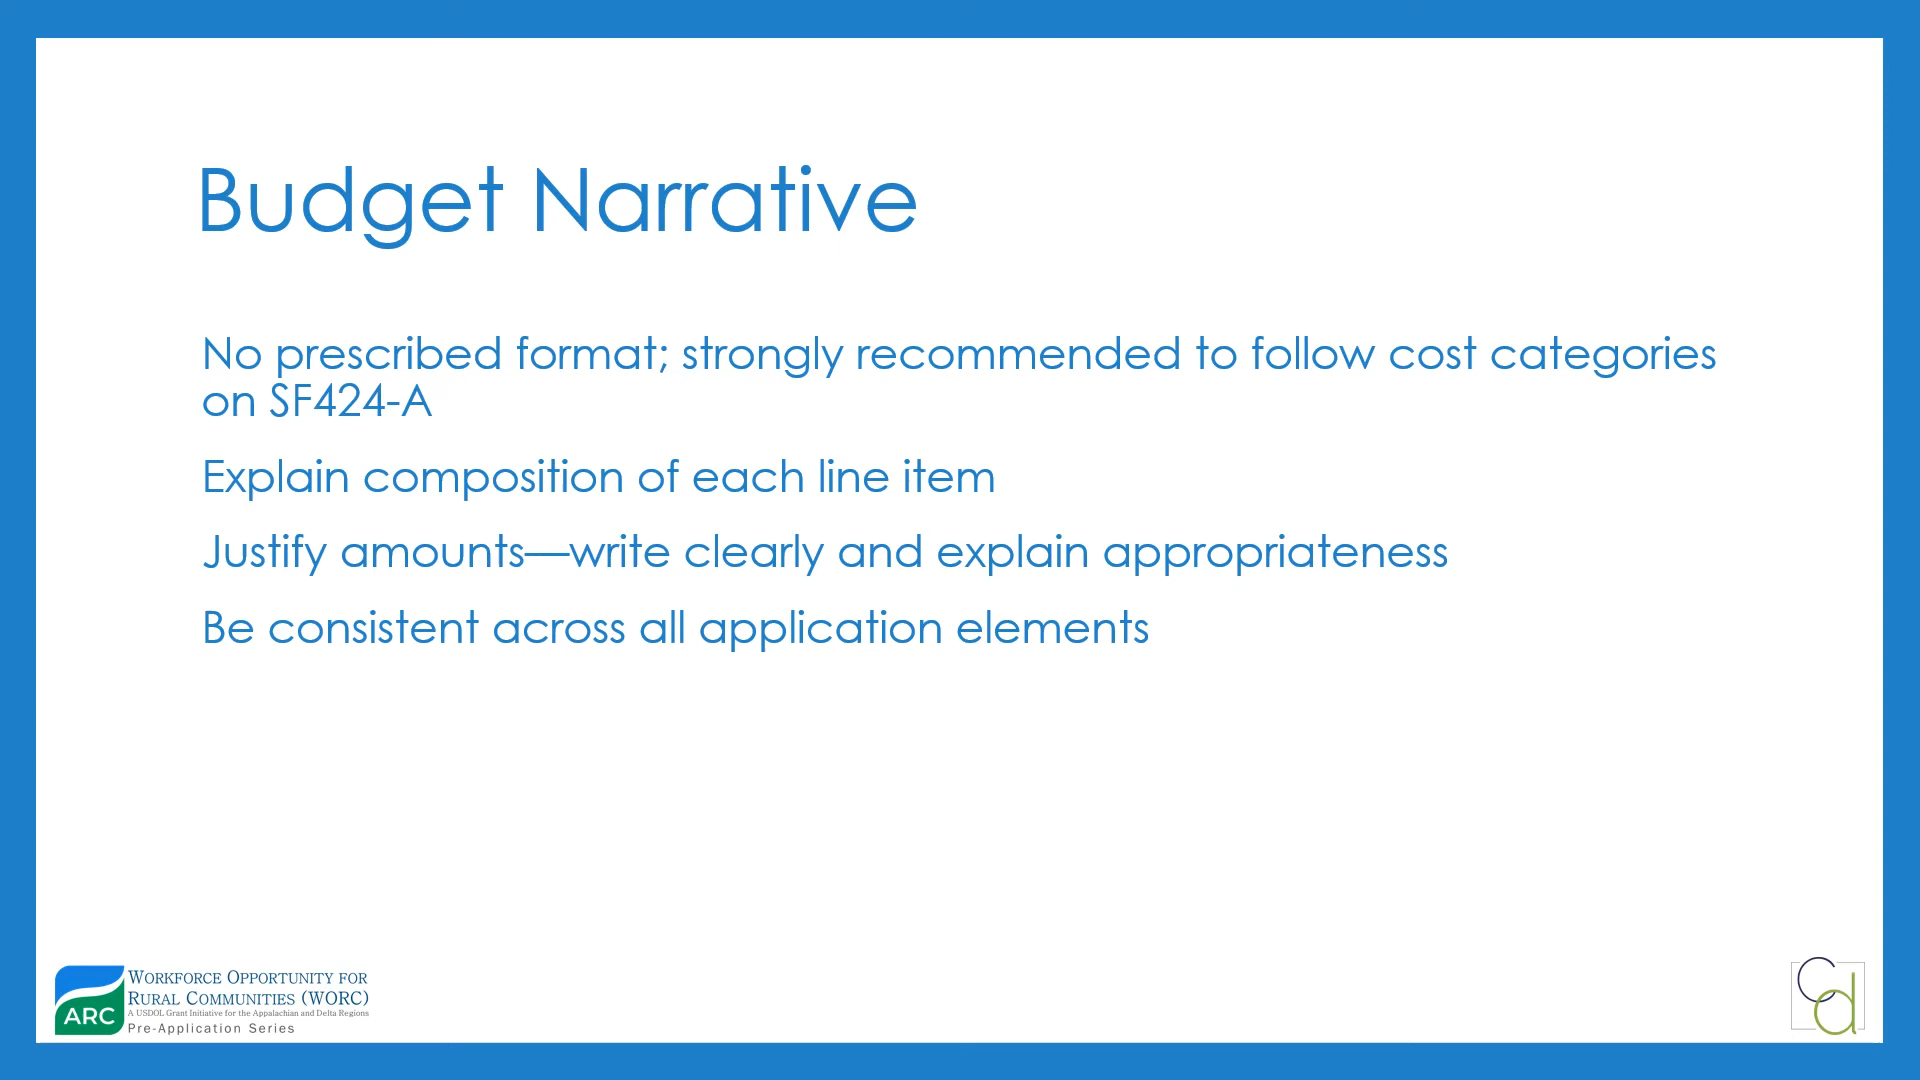 Budget Narrative
No prescribed format; strongly recommended to follow cost categories
on SF424-A
Explain composition of each line item
Justify amounts—write clearly and explain appropriateness
Be consistent across all application elements
ARC
WORKFORCE OPPORTUNITY FOR
RURAL COMMUNITIES (WORC)
A USDOL Grant Initiative for the Appalachian and Delta Regions
Pre-Application Series
cd